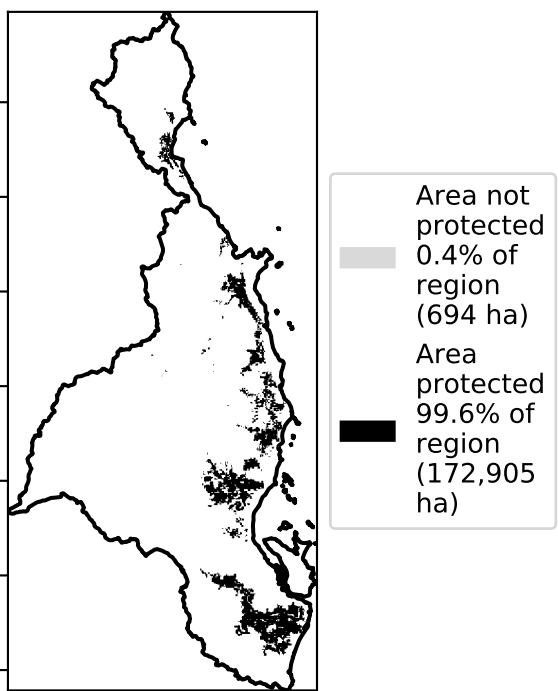 Area not
protected
0.4% of
region
(694 ha)
Area
protected
99.6% of
region
(172,905
ha)